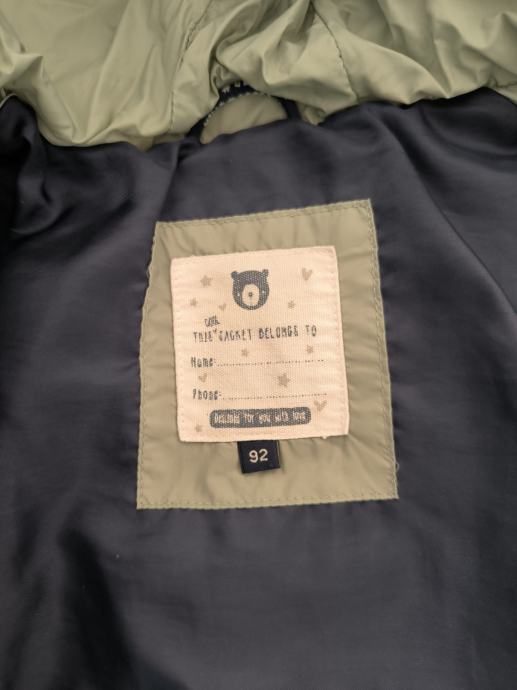 COOL
THIS JACKET BELONGS TO
Name:
Phone:
Designed for you with love
92